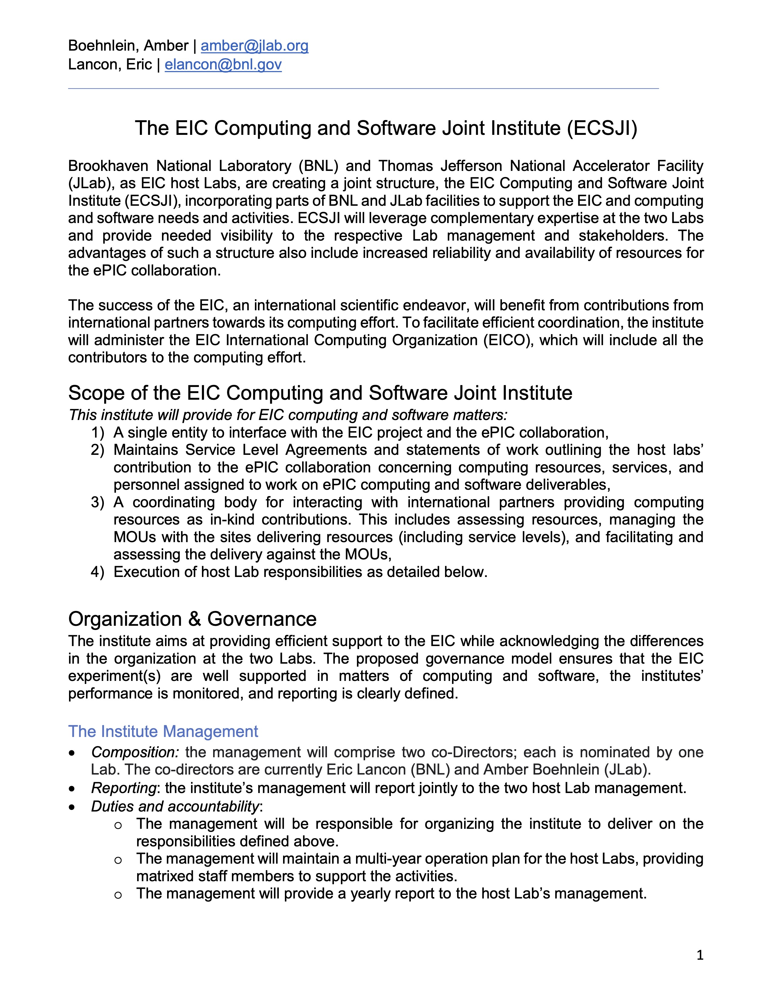 Boehnlein, Amber | amber@jlab.org
Lancon, Eric | elancon@bnl.gov
The EIC Computing and Software Joint Institute (ECSJI)
Brookhaven National Laboratory (BNL) and Thomas Jefferson National Accelerator Facility
(JLab), as EIC host Labs, are creating a joint structure, the EIC Computing and Software Joint
Institute (ECSJI), incorporating parts of BNL and JLab facilities to support the EIC and computing
and software needs and activities. ECSJI will leverage complementary expertise at the two Labs
and provide needed visibility to the respective Lab management and stakeholders. The
advantages of such a structure also include increased reliability and availability of resources for
the ePIC collaboration.
The success of the EIC, an international scientific endeavor, will benefit from contributions from
international partners towards its computing effort. To facilitate efficient coordination, the institute
will administer the EIC International Computing Organization (EICO), which will include all the
contributors to the computing effort.
Scope of the EIC Computing and Software Joint Institute
This institute will provide for EIC computing and software matters:
1) A single entity to interface with the EIC project and the ePIC collaboration,
2) Maintains Service Level Agreements and statements of work outlining the host labs’
contribution to the ePIC collaboration concerning computing resources, services, and
personnel assigned to work on ePIC computing and software deliverables,
3) A coordinating body for interacting with international partners providing computing
resources as in-kind contributions. This includes assessing resources, managing the
MOUs with the sites delivering resources (including service levels), and facilitating and
assessing the delivery against the MOUs,
4) Execution of host Lab responsibilities as detailed below.
Organization & Governance
The institute aims at providing efficient support to the EIC while acknowledging the differences
in the organization at the two Labs. The proposed governance model ensures that the EIC
experiment(s) are well supported in matters of computing and software, the institutes’
performance is monitored, and reporting is clearly defined.
The Institute Management
• Composition: the management will comprise two co-Directors; each is nominated by one
Lab. The co-directors are currently Eric Lancon (BNL) and Amber Boehnlein (JLab).
• Reporting: the institute’s management will report jointly to the two host Lab management.
• Duties and accountability:
o The management will be responsible for organizing the institute to deliver on the
responsibilities defined above.
o The management will maintain a multi-year operation plan for the host Labs, providing
matrixed staff members to support the activities.
o The management will provide a yearly report to the host Lab’s management.
1